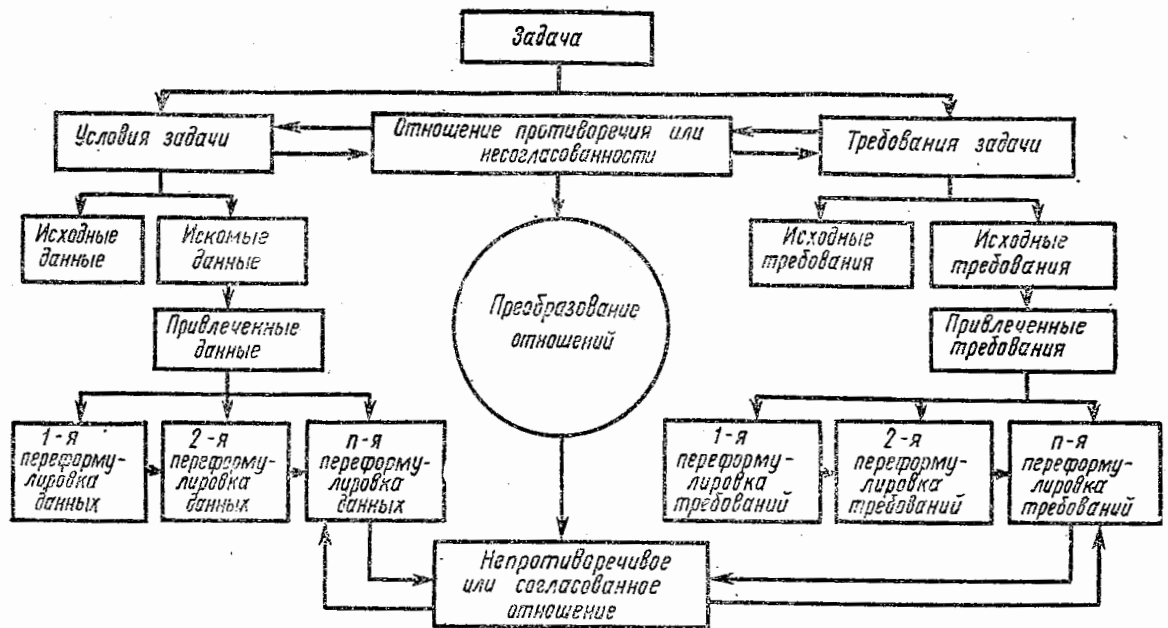 Задача
Условия задачи
Отношение противоречия или
несогласованности
Требования задачи
Исходные
данные
Искомые
данные
Исходные
требования
Исходные
требования
Преобразование
отношений
Привлеченные
данные
Привлеченные
требования
1-я
переформу-
лировка
данных
2-я
переформу-
лировка
данных
n-я
переформу-
лировка
данных
1-я
переформу-
лировка
требований
2-я
переформу-
лировка
требований
n-я
переформу-
лировка
требований
Непротиворечивое
или согласованное
отношение